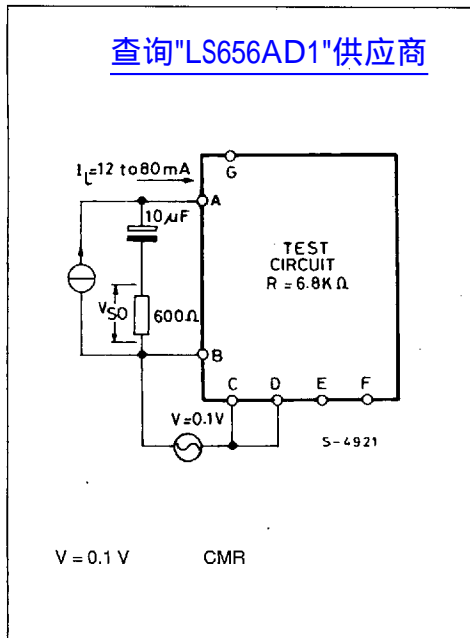 查询"LS656AD1"供应商
G
I_L=12 to 80mA
A
10μF
TEST
CIRCUIT
R = 6.8KΩ
V_SO
600Ω
B
C D E F
V=0.1V
S-4921
V = 0.1 V CMR